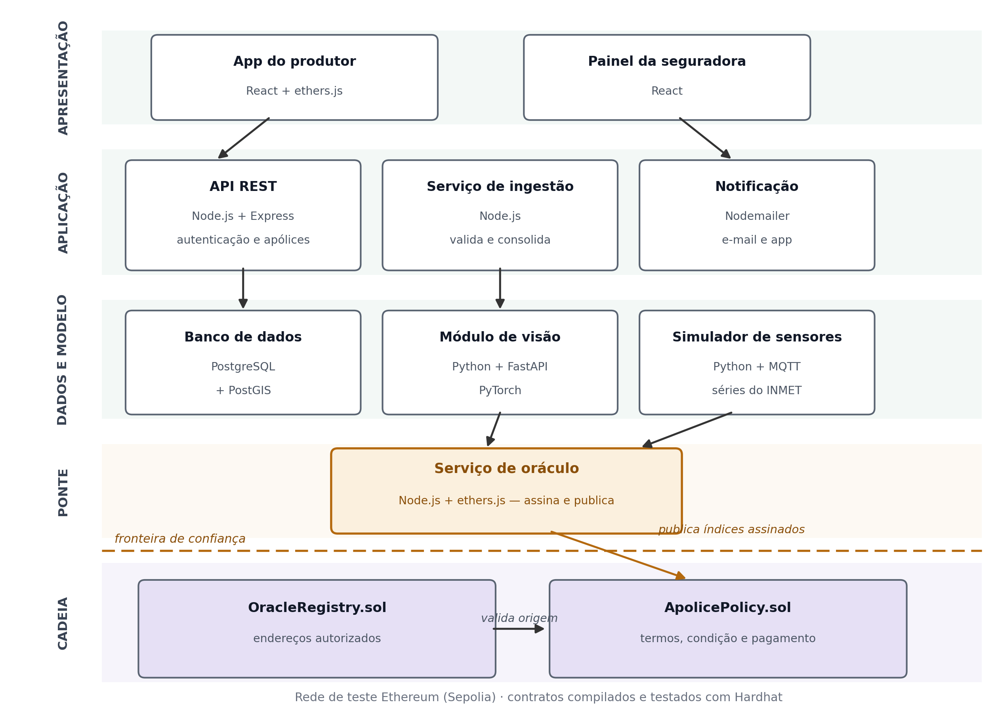 APRESENTAÇÃO
App do produtor
React + ethers.js
Painel da seguradora
React
APLICAÇÃO
API REST
Node.js + Express
autenticação e apólices
Serviço de ingestão
Node.js
valida e consolida
Notificação
Nodemailer
e-mail e app
DADOS E MODELO
Banco de dados
PostgreSQL
+ PostGIS
Módulo de visão
Python + FastAPI
PyTorch
Simulador de sensores
Python + MQTT
séries do INMET
PONTE
Serviço de oráculo
Node.js + ethers.js — assina e publica
publica índices assinados
fronteira de confiança
CADEIA
OracleRegistry.sol
endereços autorizados
valida origem
ApolicePolicy.sol
termos, condição e pagamento
Rede de teste Ethereum (Sepolia) · contratos compilados e testados com Hardhat